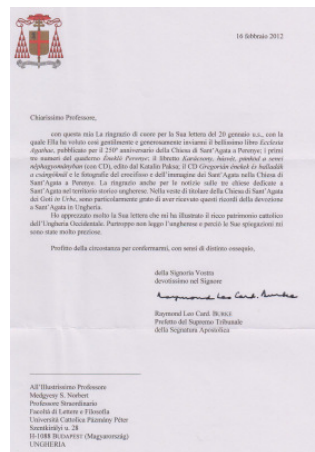 16 febbraio 2012
Chiarissimo Professore,
con questa mia La ringrazio di cuore per la Sua lettera del 20 gennaio u.s., con la
quale Ella ha voluto così gentilmente e generosamente inviarmi il bellissimo libro Ecclesia
Agathae, pubblicato per il 250º anniversario della Chiesa di Sant'Agata a Perenye; i primi
tre numeri del quaderno Éneklő Perenye; il libretto Karácsony, húsvét, pünkösd a seni
néphagyományban (con CD), edito dal Katalin Paksa; il CD Gregorián énekek és balladák
a csángóknál e le fotografie del crocefisso e dell'immagine dei Sant'Agata nella Chiesa di
Sant'Agata a Perenye. La ringrazio anche per le notizie sulle tre chiese dedicate a
Sant'Agata nel territorio storico ungherese. Nella veste di titolare della Chiesa di Sant'Agata
dei Goti in Urbe, sono particolarmente grato di aver ricavato questi ricordi della devozione
a Sant'Agata in Ungheria.
Ho apprezzato molto la Sua lettera che mi ha illustrato il ricco patrimonio cattolico
dell'Ungheria Occidentale. Purtroppo non leggo l'ungherese e perciò le Sue spiegazioni mi
sono state molto preziose.
Profitto della circostanza per confermarmi, con sensi di distinto ossequio,
della Signoria Vostra
devotissimo nel Signore
Raymond Leo Card. Burke
Raymond Leo Card. BURKE
Prefetto del Supremo Tribunale
della Segnatura Apostolica
All'Illustrissimo Professore
Medgyesy S. Norbert
Professore Straordinario
Facoltà di Lettere e Filosofia
Università Cattolica Pázmány Péter
Szentkirályi u. 28
H-1088 BUDAPEST (Magyarország)
UNGHERIA